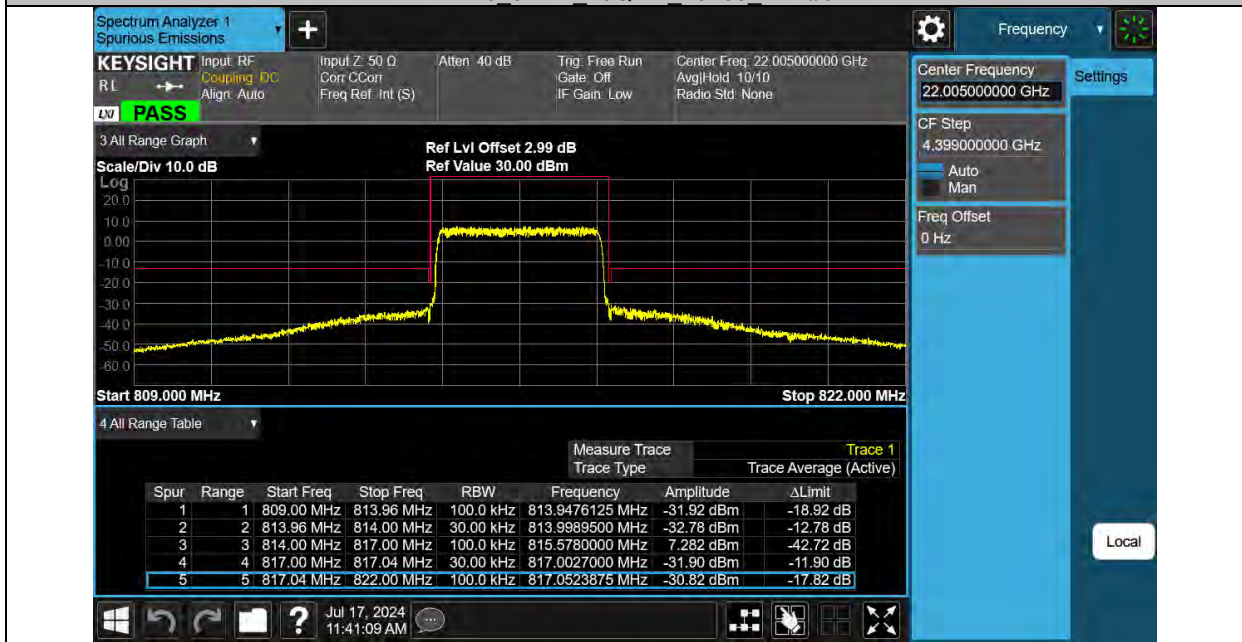 Spectrum Analyzer 1
Spurious Emissions
+
Frequency
KEYSIGHT
RL
LXI PASS
Input: RF
Coupling: DC
Align: Auto
Input Z: 50 Ω
Corr CCorr
Freq Ref: Int (S)
Atten: 40 dB
Trig: Free Run
Gate: Off
IF Gain: Low
Center Freq: 22.005000000 GHz
Avg|Hold: 10/10
Radio Std: None
Center Frequency
22.005000000 GHz
Settings
CF Step
4.399000000 GHz
Auto
Man
Freq Offset
0 Hz
Local
3 All Range Graph
Scale/Div 10.0 dB
Ref Lvl Offset 2.99 dB
Ref Value 30.00 dBm
Log
20.0
10.0
0.00
-10.0
-20.0
-30.0
-40.0
-50.0
-60.0
Start 809.000 MHz Stop 822.000 MHz
4 All Range Table
Measure Trace Trace 1
Trace Type Trace Average (Active)
Spur Range Start Freq Stop Freq RBW Frequency Amplitude ΔLimit
1 1 809.00 MHz 813.96 MHz 100.0 kHz 813.9476125 MHz -31.92 dBm -18.92 dB
2 2 813.96 MHz 814.00 MHz 30.00 kHz 813.9989500 MHz -32.78 dBm -12.78 dB
3 3 814.00 MHz 817.00 MHz 100.0 kHz 815.5780000 MHz 7.282 dBm -42.72 dB
4 4 817.00 MHz 817.04 MHz 30.00 kHz 817.0027000 MHz -31.90 dBm -11.90 dB
5 5 817.04 MHz 822.00 MHz 100.0 kHz 817.0523875 MHz -30.82 dBm -17.82 dB
?
Jul 17, 2024
11:41:09 AM